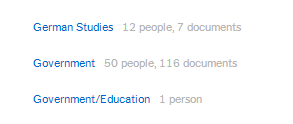 German Studies 12 people, 7 documents
Government 50 people, 116 documents
Government/Education 1 person